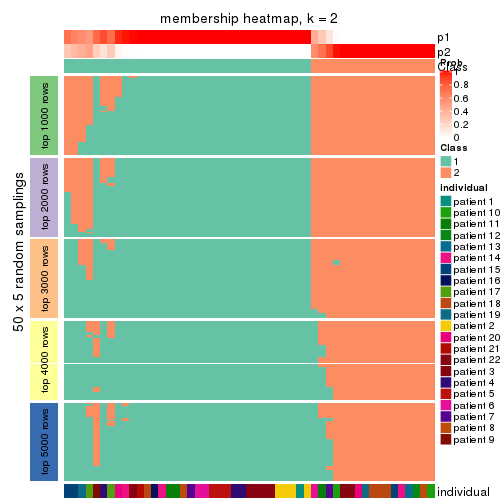 membership heatmap, k = 2
p1
p2
Class
50 x 5 random samplings
top 1000 rows
top 2000 rows
top 3000 rows
top 4000 rows
top 5000 rows
Prob
1
0.8
0.6
0.4
0.2
0
Class
1
2
individual
patient 1
patient 10
patient 11
patient 12
patient 13
patient 14
patient 15
patient 16
patient 17
patient 18
patient 19
patient 2
patient 20
patient 21
patient 22
patient 3
patient 4
patient 5
patient 6
patient 7
patient 8
patient 9
individual